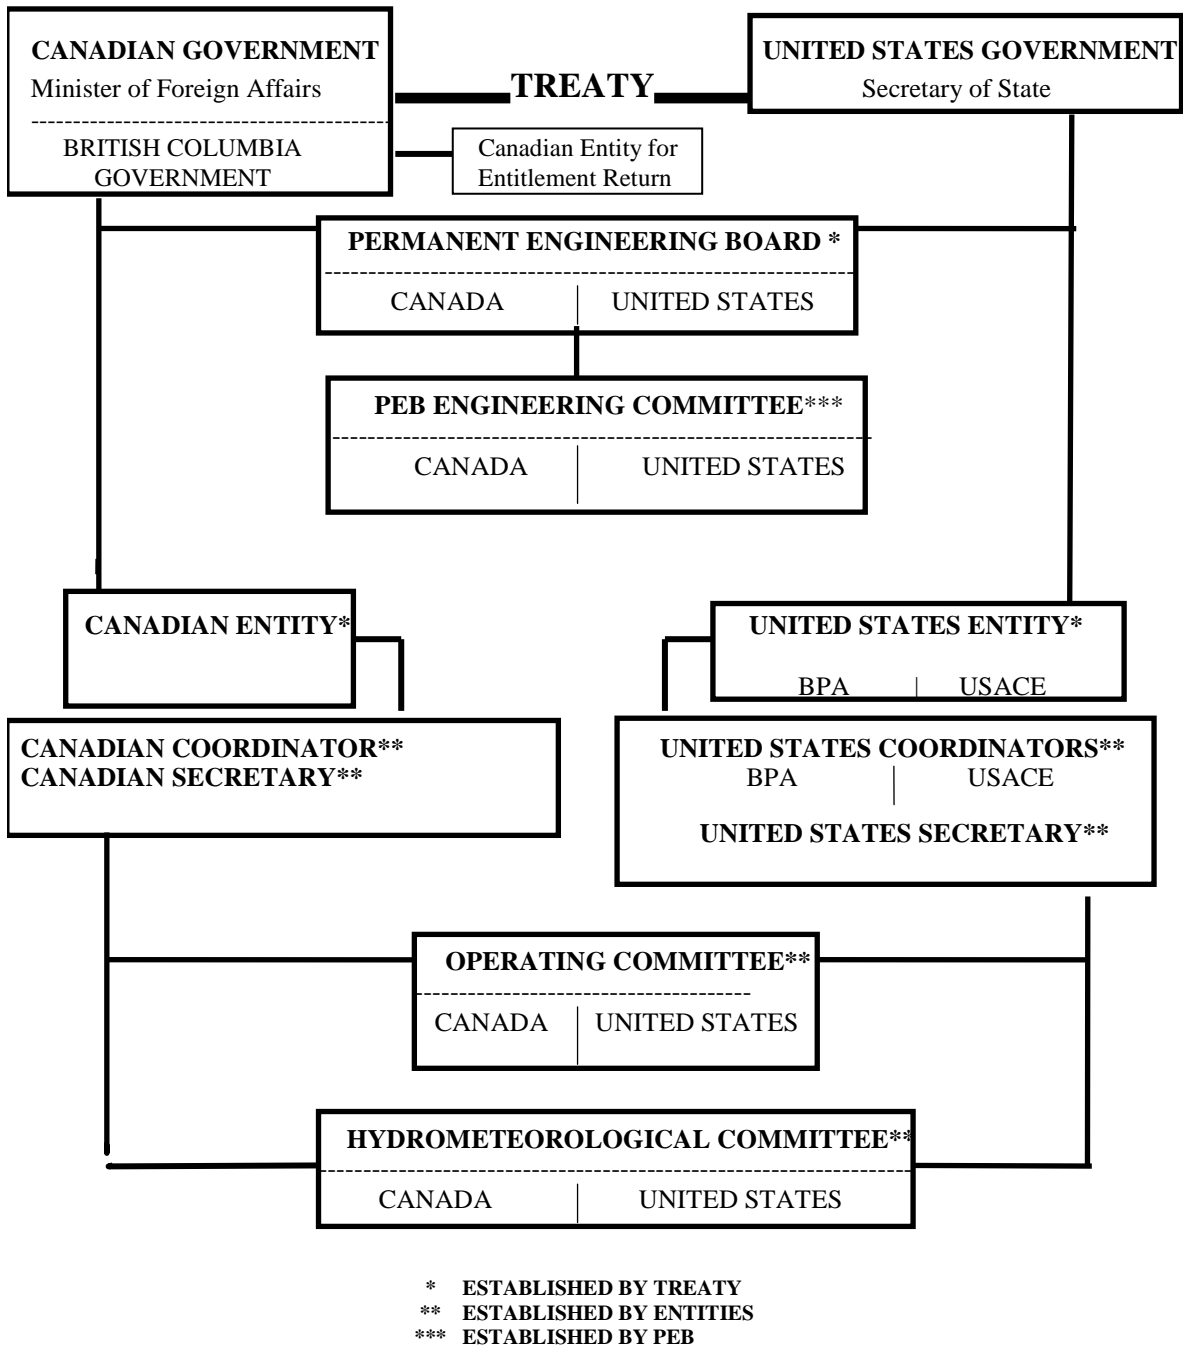 CANADIAN GOVERNMENT
Minister of Foreign Affairs
BRITISH COLUMBIA
GOVERNMENT
TREATY
UNITED STATES GOVERNMENT
Secretary of State
Canadian Entity for
Entitlement Return
PERMANENT ENGINEERING BOARD *
CANADA | UNITED STATES
PEB ENGINEERING COMMITTEE***
CANADA | UNITED STATES
CANADIAN ENTITY*
UNITED STATES ENTITY*
BPA | USACE
CANADIAN COORDINATOR**
CANADIAN SECRETARY**
UNITED STATES COORDINATORS**
BPA | USACE
UNITED STATES SECRETARY**
OPERATING COMMITTEE**
CANADA | UNITED STATES
HYDROMETEOROLOGICAL COMMITTEE**
CANADA | UNITED STATES
* ESTABLISHED BY TREATY
** ESTABLISHED BY ENTITIES
*** ESTABLISHED BY PEB